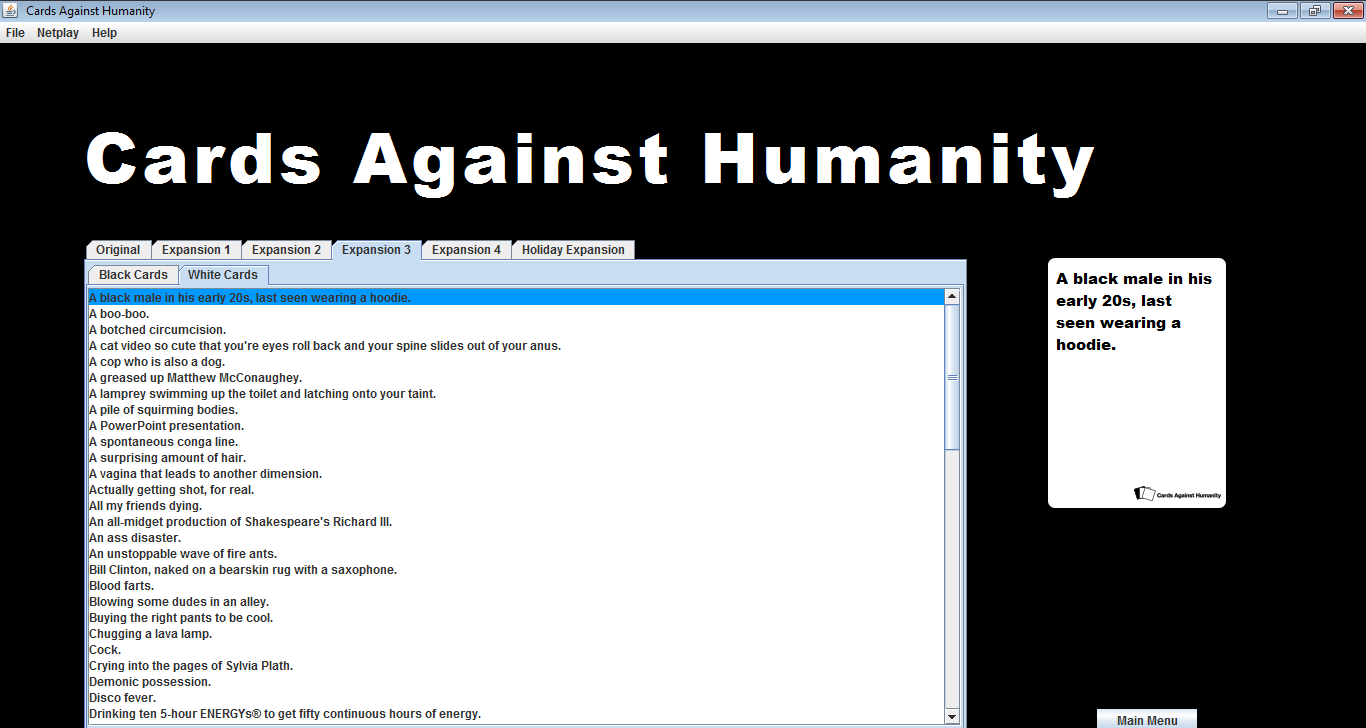 Cards Against Humanity
File Netplay Help
Cards Against Humanity
Original Expansion 1 Expansion 2 Expansion 3 Expansion 4 Holiday Expansion
Black Cards White Cards
A black male in his early 20s, last seen wearing a hoodie.
A boo-boo.
A botched circumcision.
A cat video so cute that you're eyes roll back and your spine slides out of your anus.
A cop who is also a dog.
A greased up Matthew McConaughey.
A lamprey swimming up the toilet and latching onto your taint.
A pile of squirming bodies.
A PowerPoint presentation.
A spontaneous conga line.
A surprising amount of hair.
A vagina that leads to another dimension.
Actually getting shot, for real.
All my friends dying.
An all-midget production of Shakespeare's Richard III.
An ass disaster.
An unstoppable wave of fire ants.
Bill Clinton, naked on a bearskin rug with a saxophone.
Blood farts.
Blowing some dudes in an alley.
Buying the right pants to be cool.
Chugging a lava lamp.
Cock.
Crying into the pages of Sylvia Plath.
Demonic possession.
Disco fever.
Drinking ten 5-hour ENERGYs® to get fifty continuous hours of energy.
A black male in his
early 20s, last
seen wearing a
hoodie.
Cards Against Humanity
Main Menu